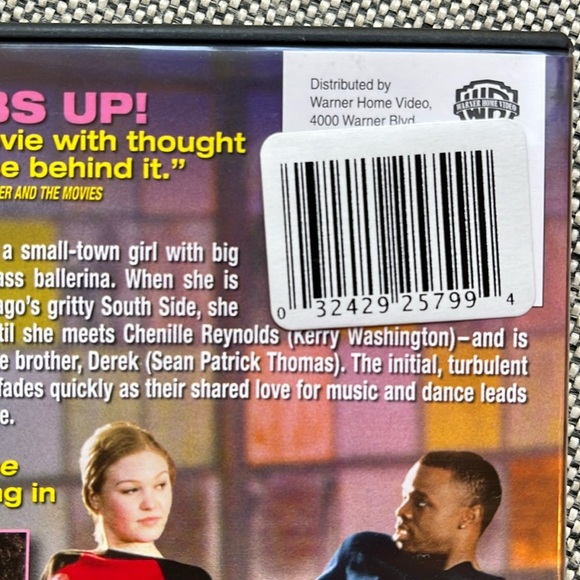 BS UP!
vie with thought
e behind it.”
ER AND THE MOVIES
Distributed by
Warner Home Video,
4000 Warner Blvd
WARNER HOME VIDEO
0 32429 25799 4
a small-town girl with big
ass ballerina. When she is
ago's gritty South Side, she
til she meets Chenille Reynolds (Kerry Washington)–and is
e brother, Derek (Sean Patrick Thomas). The initial, turbulent
fades quickly as their shared love for music and dance leads
e.
e
ng in